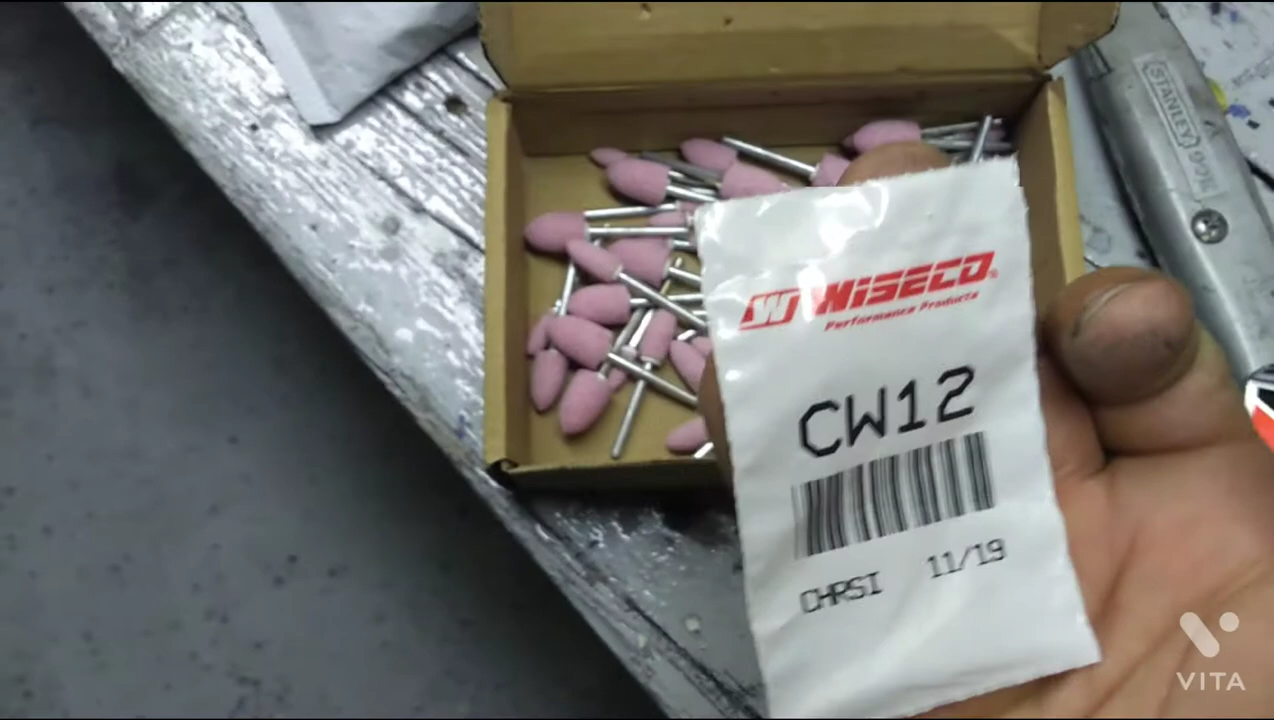 STANLEY 99E
W WISECO®
Performance Products
CW12
CHRSI 11/19
VITA